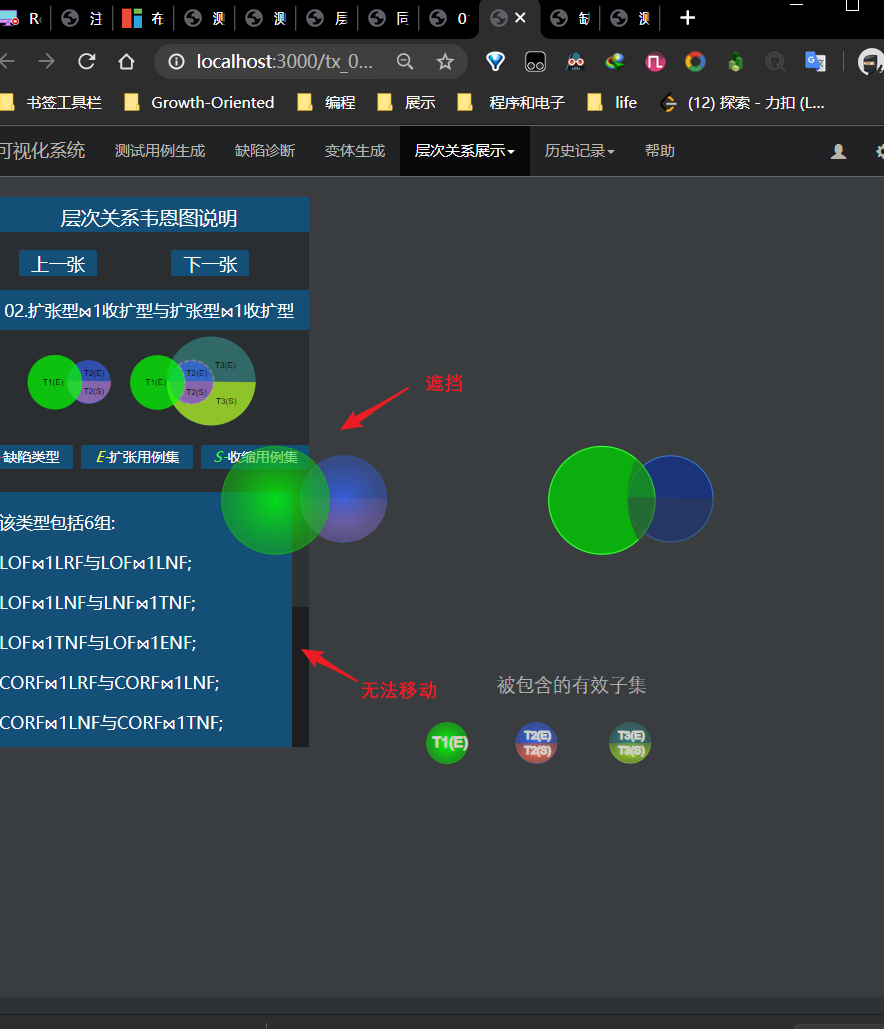 R
注
在
测
测
层
同
0
缺
测
localhost:3000/tx_0...
书签工具栏
Growth-Oriented
编程
展示
程序和电子
life
(12) 探索 - 力扣 (L...
可视化系统
测试用例生成
缺陷诊断
变体生成
层次关系展示
历史记录
帮助
层次关系韦恩图说明
上一张
下一张
02.扩张型⋈1收扩型与扩张型⋈1收扩型
T1(E)
T2(E)
T2(S)
T1(E)
T2(E)
T2(S)
T3(E)
T3(S)
遮挡
缺陷类型
E-扩张用例集
S-收缩用例集
该类型包括6组:
LOF⋈1LRF与LOF⋈1LNF;
LOF⋈1LNF与LNF⋈1TNF;
LOF⋈1TNF与LOF⋈1ENF;
CORF⋈1LRF与CORF⋈1LNF;
CORF⋈1LNF与CORF⋈1TNF;
无法移动
被包含的有效子集
T1(E)
T2(E)
T2(S)
T3(E)
T3(S)